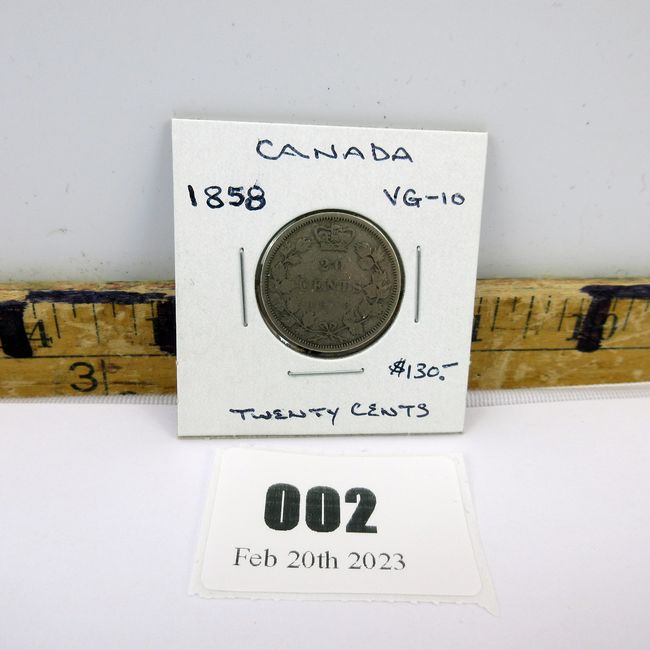 CANADA
1858 VG-10
20
CENTS
$130.-
TWENTY CENTS
4
3
002
Feb 20th 2023